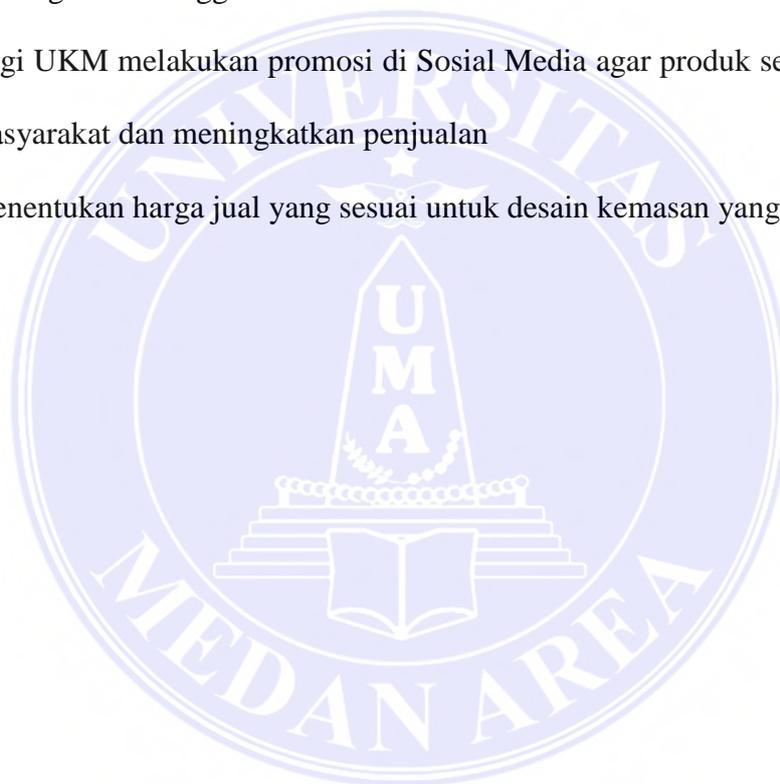 gi UKM melakukan promosi di Sosial Media agar produk se
asyarakat dan meningkatkan penjualan
enentukan harga jual yang sesuai untuk desain kemasan yang
UNIVERSITAS
U
M
A
MEDAN AREA